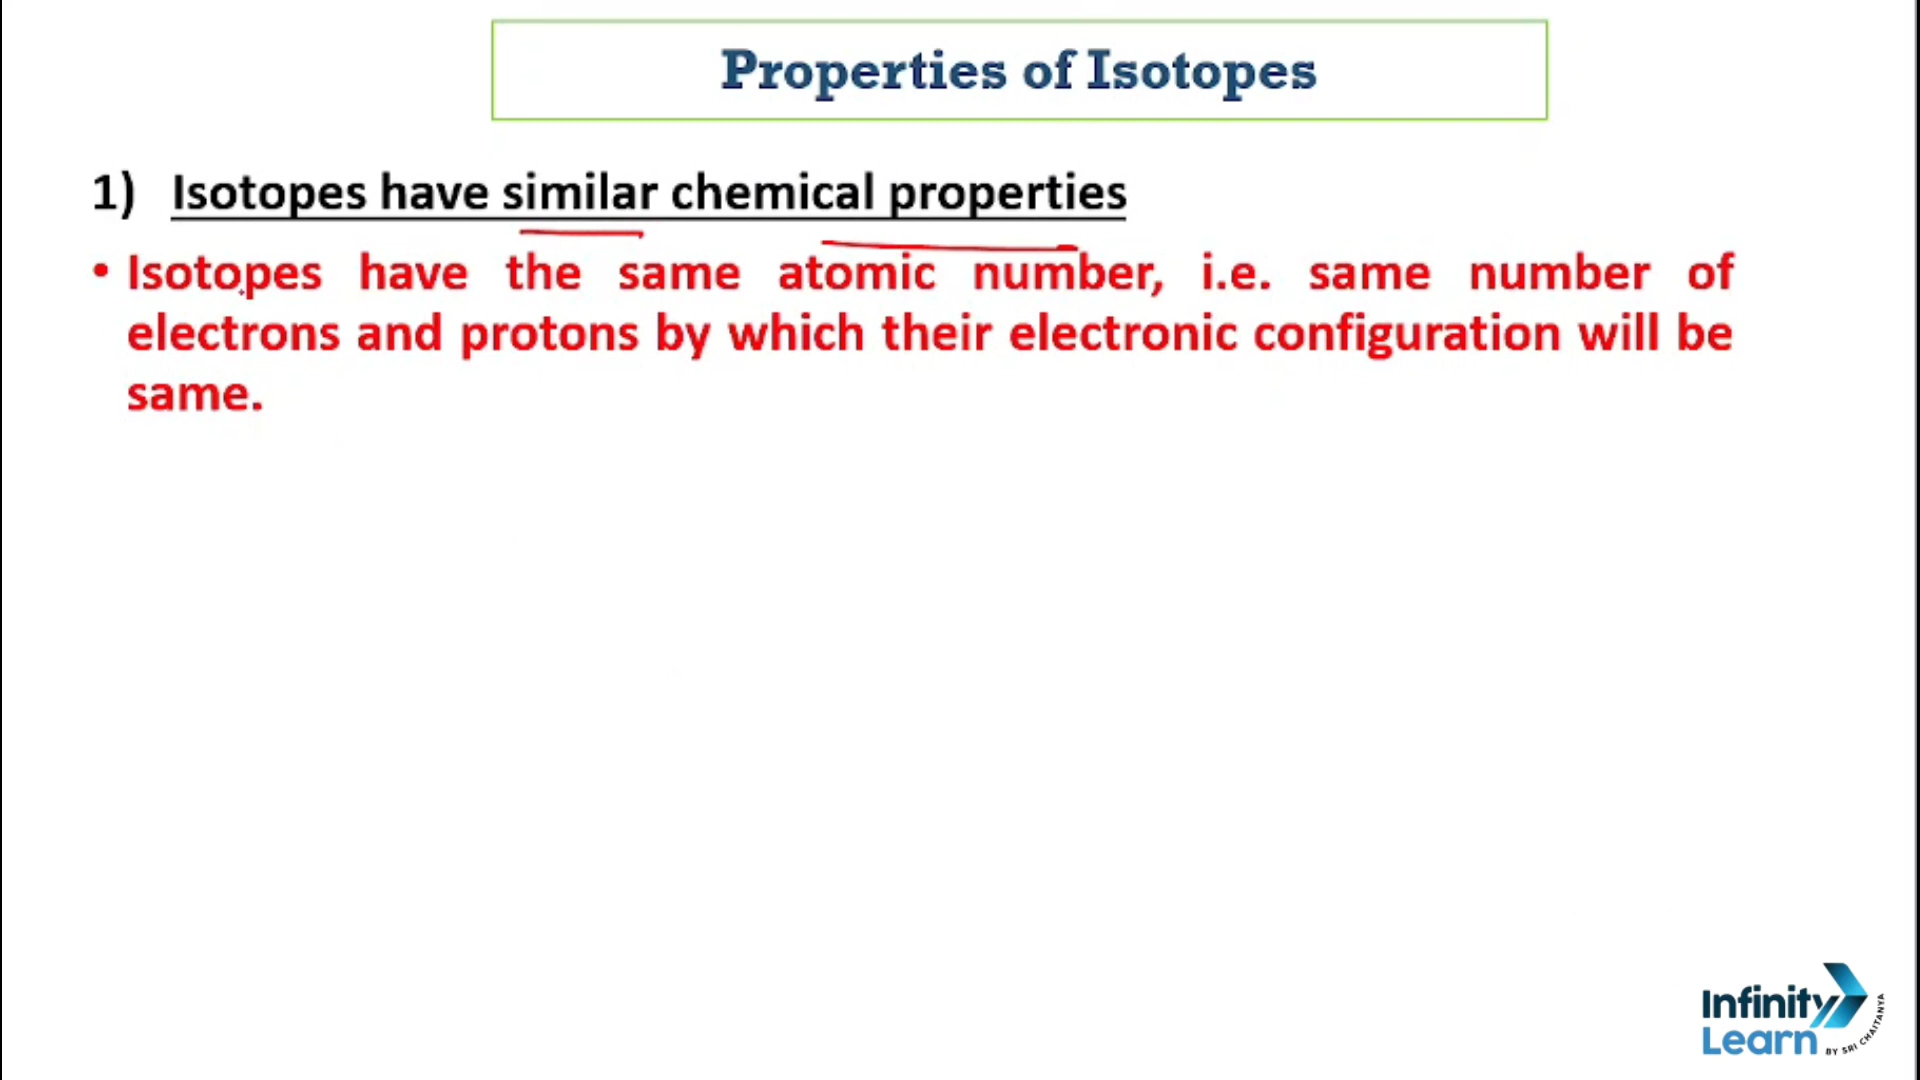 Properties of Isotopes
1) Isotopes have similar chemical properties
• Isotopes have the same atomic number, i.e. same number of
electrons and protons by which their electronic configuration will be
same.
Infinity
Learn
BY SRI CHAITANYA